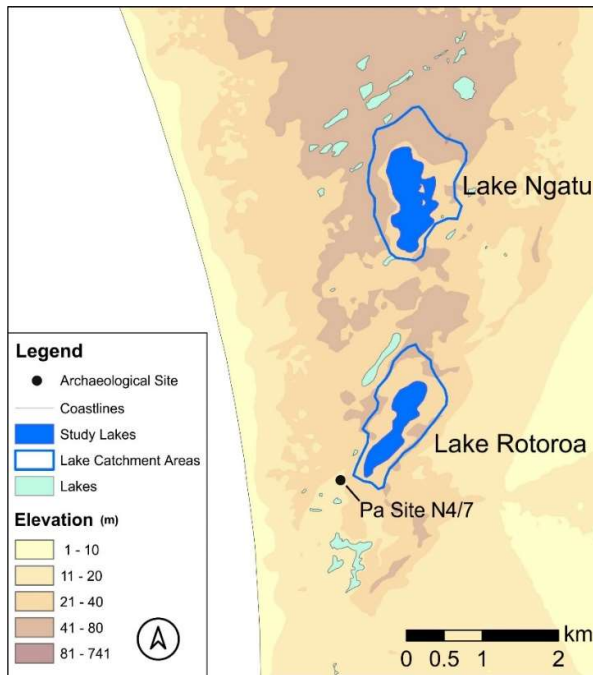 Lake Ngatu
Lake Rotoroa
Pa Site N4/7
Legend
Archaeological Site
Coastlines
Study Lakes
Lake Catchment Areas
Lakes
Elevation (m)
1 - 10
11 - 20
21 - 40
41 - 80
81 - 741
km
0 0.5 1 2